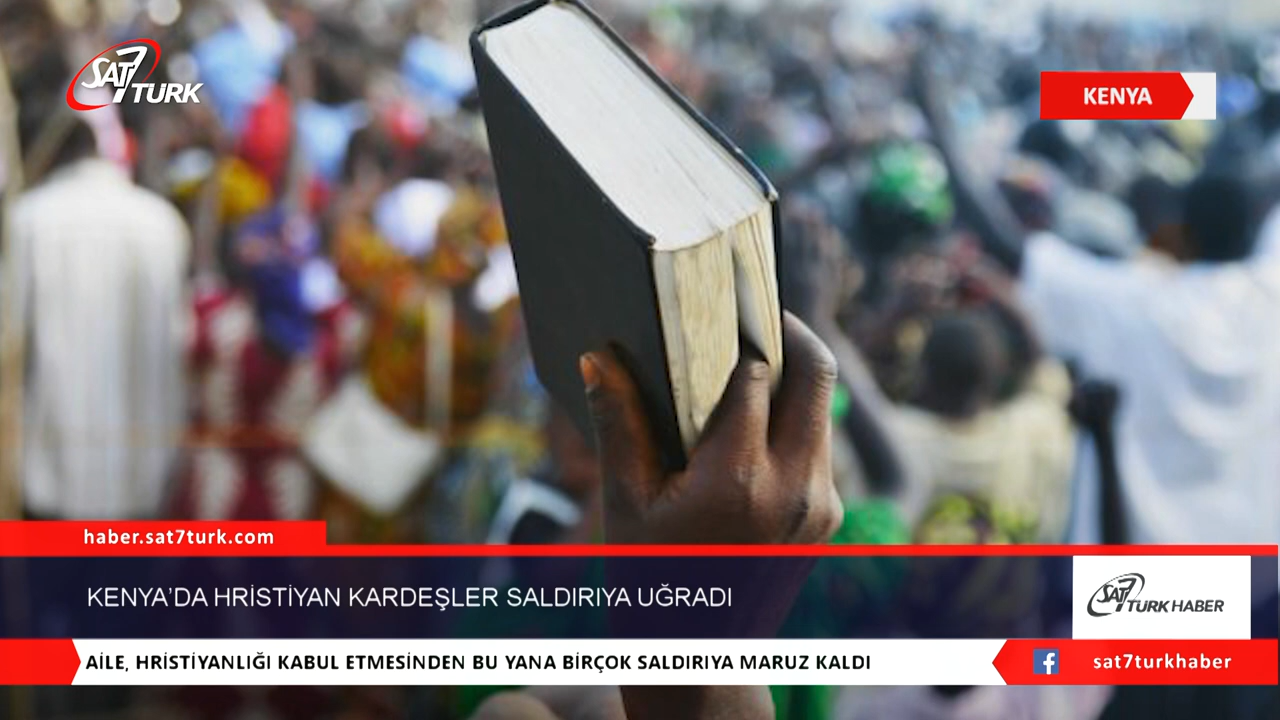 SAT7 TURK
KENYA
haber.sat7turk.com
KENYA'DA HRİSTİYAN KARDEŞLER SALDIRIYA UĞRADI
SAT7 TURK HABER
AİLE, HRİSTİYANLIĞI KABUL ETMESİNDEN BU YANA BİRÇOK SALDIRIYA MARUZ KALDI
sat7turkhaber